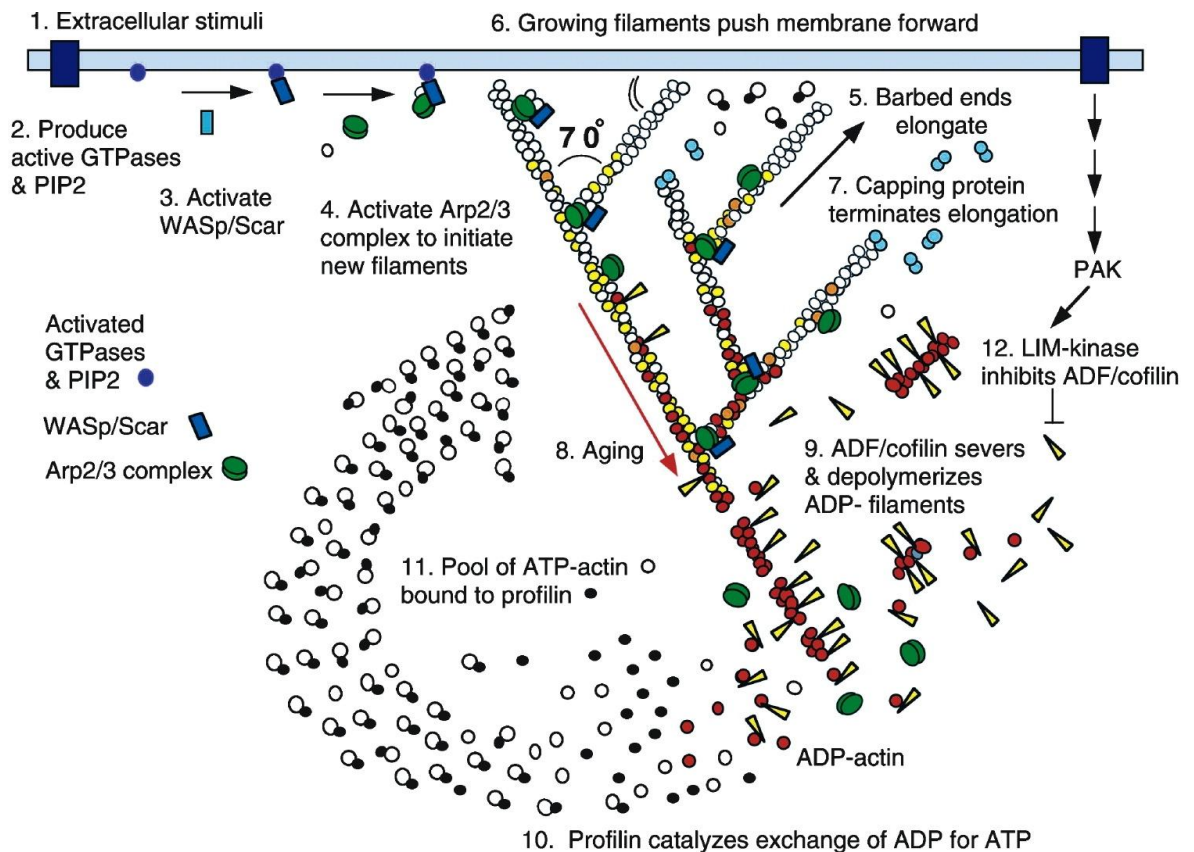 1. Extracellular stimuli
6. Growing filaments push membrane forward
2. Produce
active GTPases
& PIP2
3. Activate
WASp/Scar
4. Activate Arp2/3
complex to initiate
new filaments
70°
5. Barbed ends
elongate
7. Capping protein
terminates elongation
PAK
12. LIM-kinase
inhibits ADF/cofilin
Activated
GTPases
& PIP2
WASp/Scar
Arp2/3 complex
8. Aging
9. ADF/cofilin severs
& depolymerizes
ADP- filaments
11. Pool of ATP-actin
bound to profilin
ADP-actin
10. Profilin catalyzes exchange of ADP for ATP